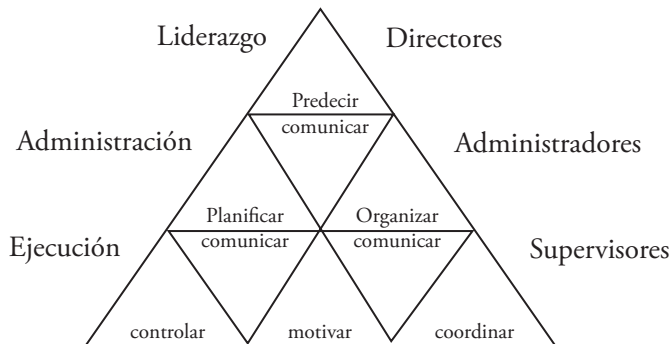 Liderazgo
Directores
Predecir
comunicar
Administración
Administradores
Planificar
Organizar
comunicar
comunicar
Ejecución
Supervisores
controlar
motivar
coordinar